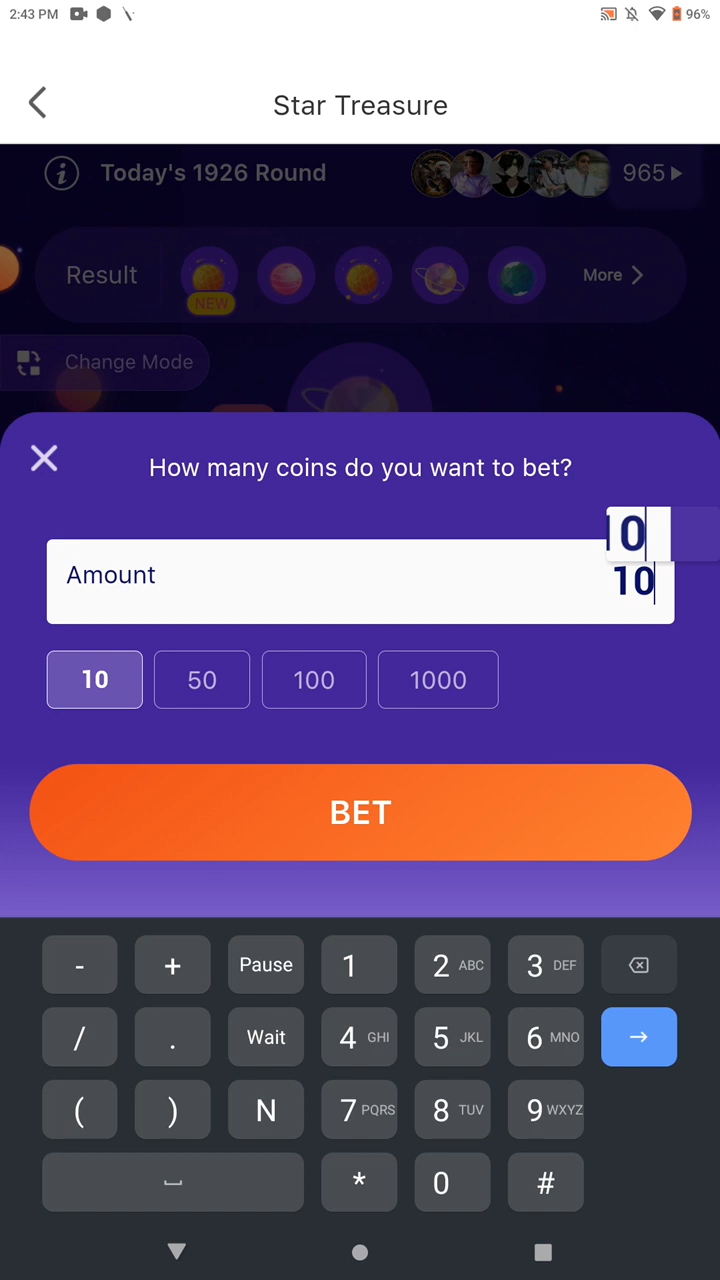 2:43 PM 96%
Star Treasure
Today's 1926 Round 965
Result NEW More
Change Mode
How many coins do you want to bet?
Amount 10
10 50 100 1000
BET
- + Pause 1 2 ABC 3 DEF
/ . Wait 4 GHI 5 JKL 6 MNO
( ) N 7 PQRS 8 TUV 9 WXYZ
* 0 #